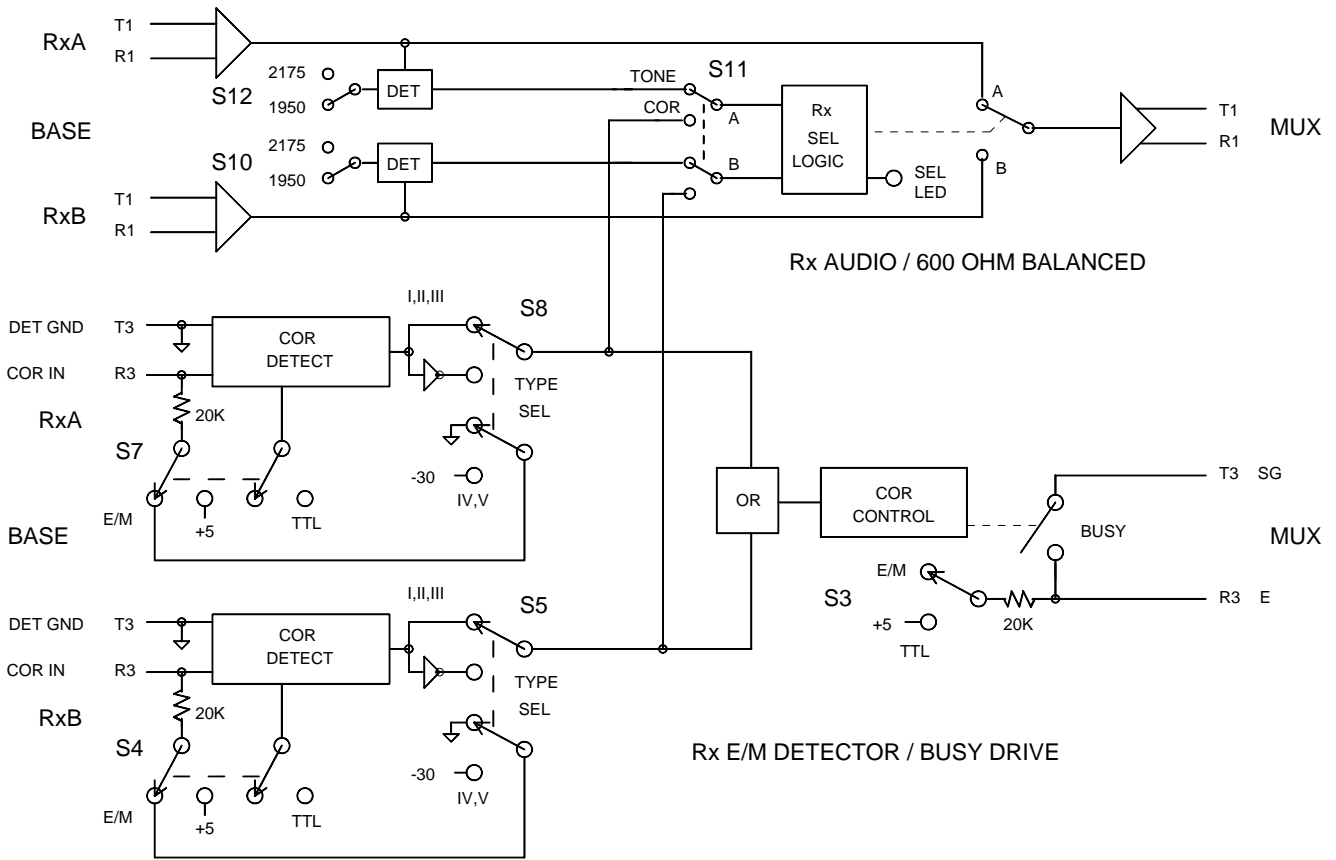 RxA
T1
R1
S12
2175
1950
DET
TONE
COR
S11
A
B
Rx
SEL
LOGIC
SEL
LED
A
B
T1
R1
MUX
BASE
S10
2175
1950
DET
RxB
T1
R1
Rx AUDIO / 600 OHM BALANCED
DET GND
T3
COR IN
R3
RxA
COR
DETECT
20K
S7
E/M
+5
TTL
I,II,III
S8
TYPE
SEL
-30
IV,V
BASE
OR
COR
CONTROL
BUSY
T3
SG
MUX
S3
E/M
+5
TTL
20K
R3
E
DET GND
T3
COR IN
R3
RxB
COR
DETECT
20K
S4
E/M
+5
TTL
I,II,III
S5
TYPE
SEL
-30
IV,V
Rx E/M DETECTOR / BUSY DRIVE